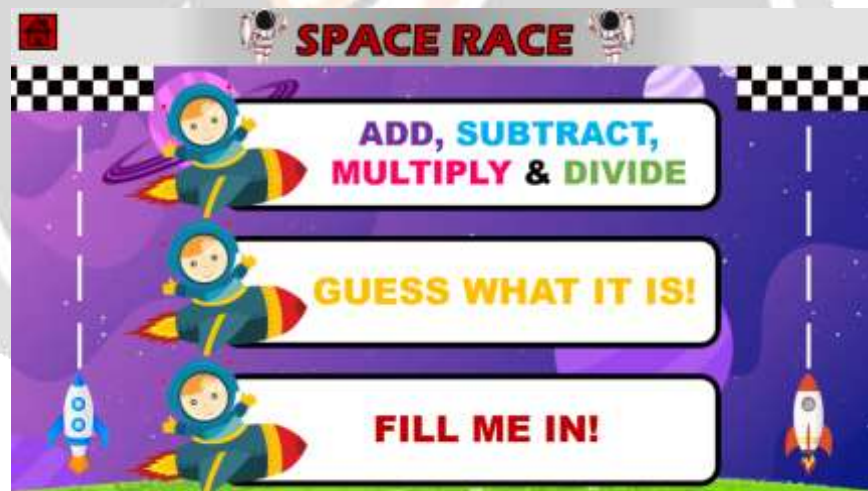 SPACE RACE
ADD, SUBTRACT,
MULTIPLY & DIVIDE
GUESS WHAT IT IS!
FILL ME IN!